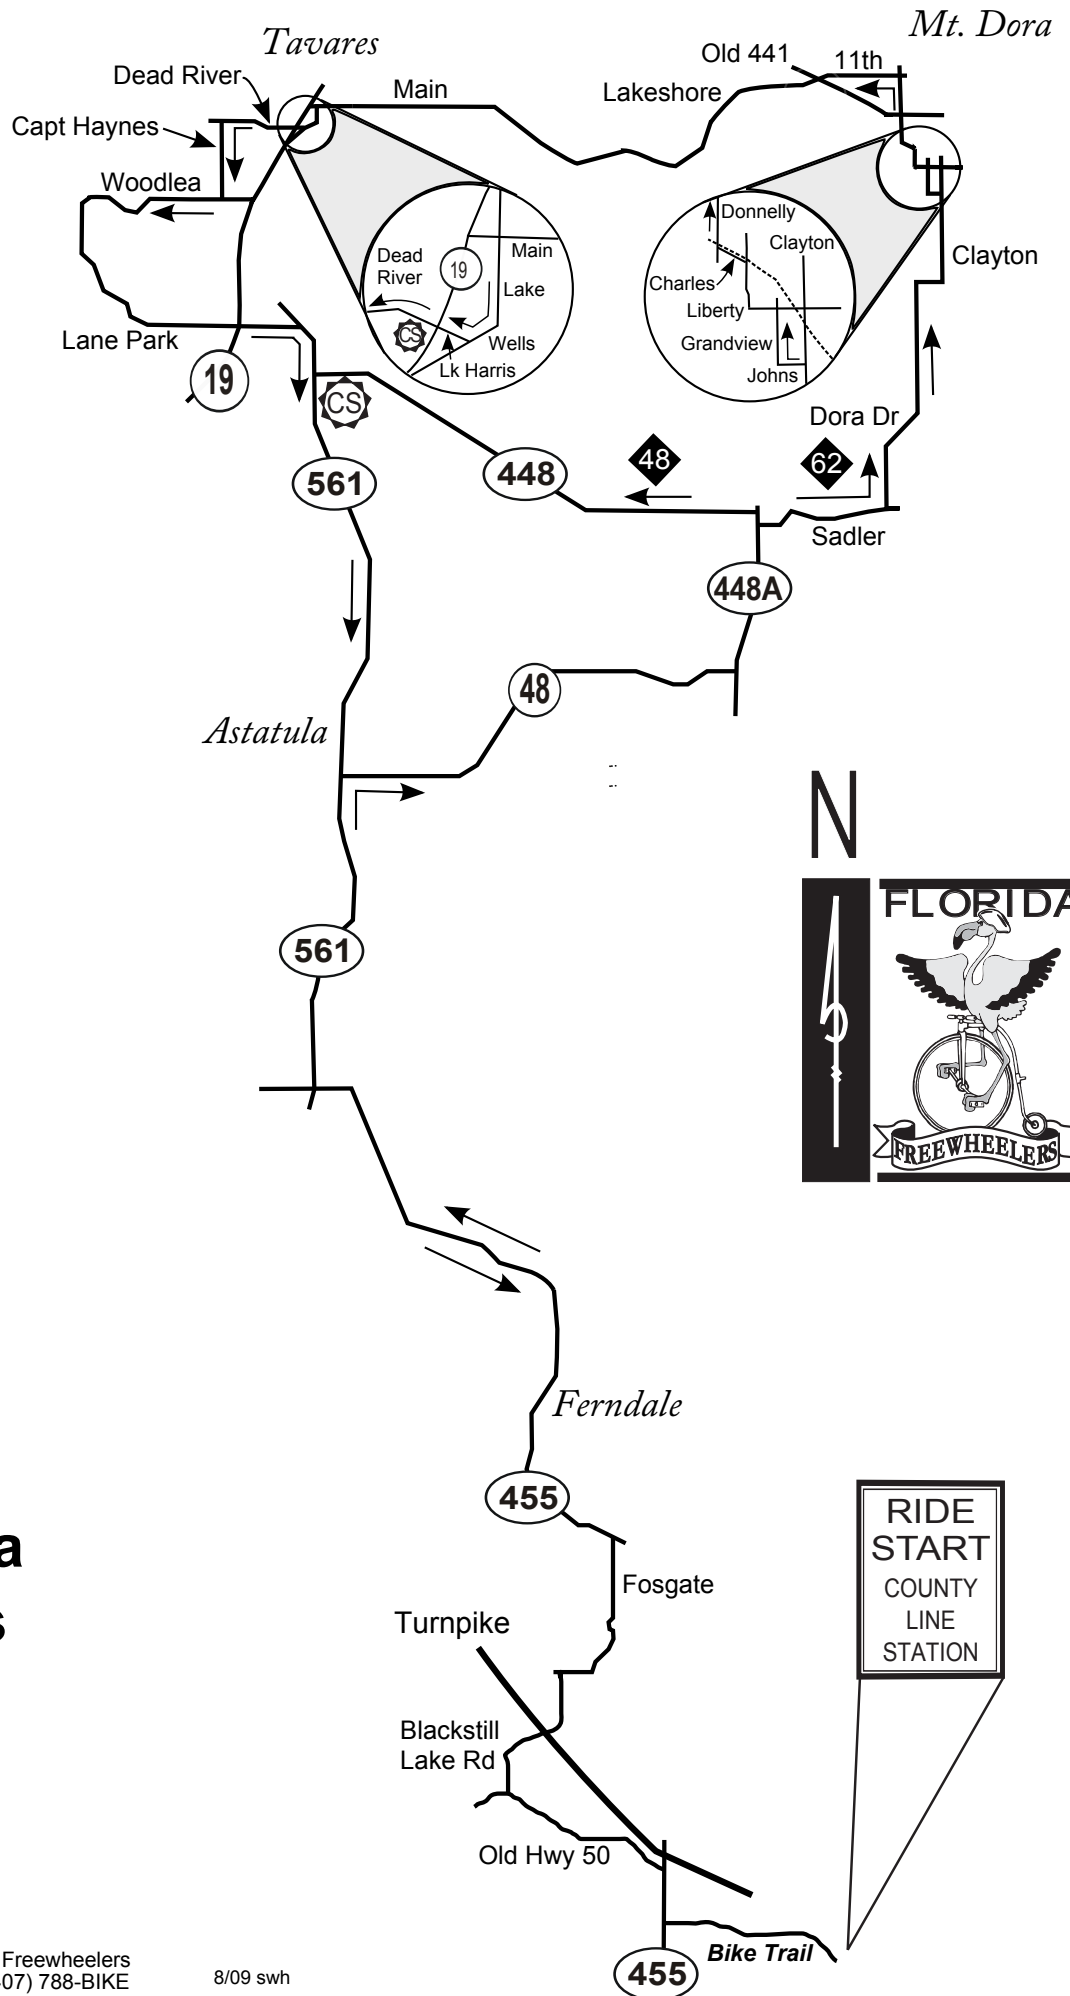 Tavares
Mt. Dora
Dead River
Main
Old 441
11th
Lakeshore
Capt Haynes
Woodlea
Donnelly
Clayton
Main
Dead
River
19
Lake
Charles
Clayton
Liberty
CS
Wells
Grandview
Lk Harris
Johns
Lane Park
19
CS
Dora Dr
561
448
48
62
Sadler
448A
48
Astatula
N
FLORIDA
561
FREEWHEELERS
Ferndale
455
RIDE
START
COUNTY
LINE
STATION
a
s
Fosgate
Turnpike
Blackstill
Lake Rd
Old Hwy 50
Bike Trail
455
Freewheelers
07) 788-BIKE
8/09 swh